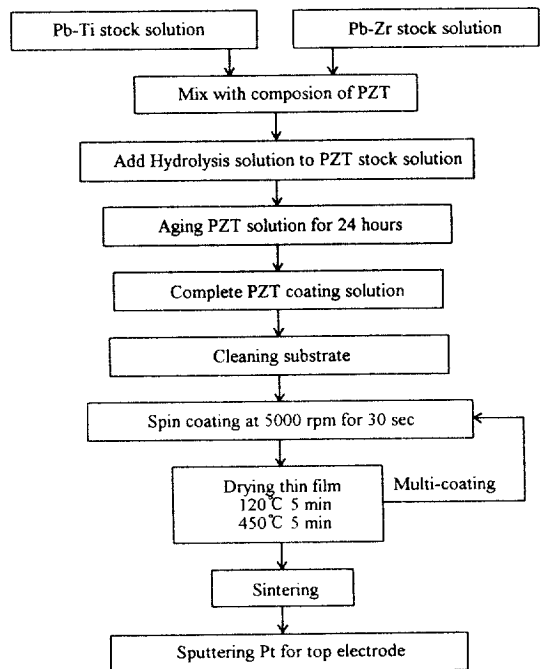 Pb-Ti stock solution
Pb-Zr stock solution
Mix with composion of PZT
Add Hydrolysis solution to PZT stock solution
Aging PZT solution for 24 hours
Complete PZT coating solution
Cleaning substrate
Spin coating at 5000 rpm for 30 sec
Drying thin film
120℃ 5 min
450℃ 5 min
Multi-coating
Sintering
Sputtering Pt for top electrode